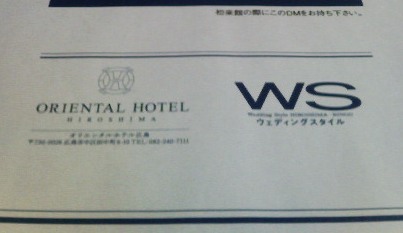 初来館の際にこのDMをお持ち下さい。
ORIENTAL HOTEL
HIROSHIMA
オリエンタルホテル広島
WS
ウェディングスタイル